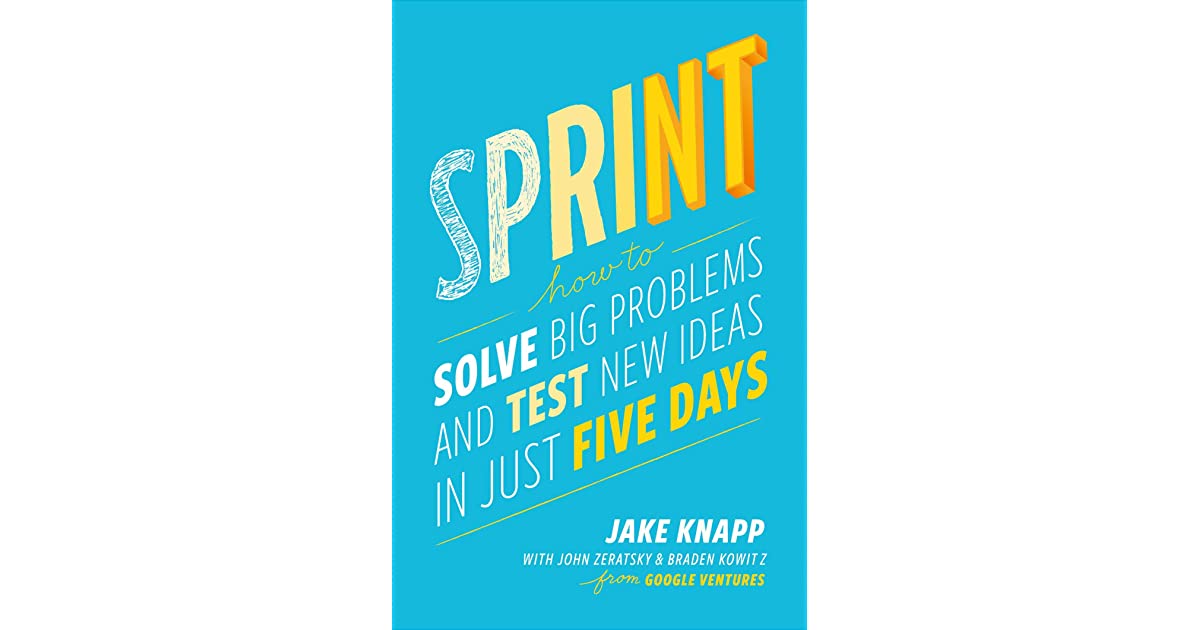 SPRINT
how to
SOLVE BIG PROBLEMS
AND TEST NEW IDEAS
IN JUST FIVE DAYS
JAKE KNAPP
WITH JOHN ZERATSKY & BRADEN KOWITZ
from GOOGLE VENTURES